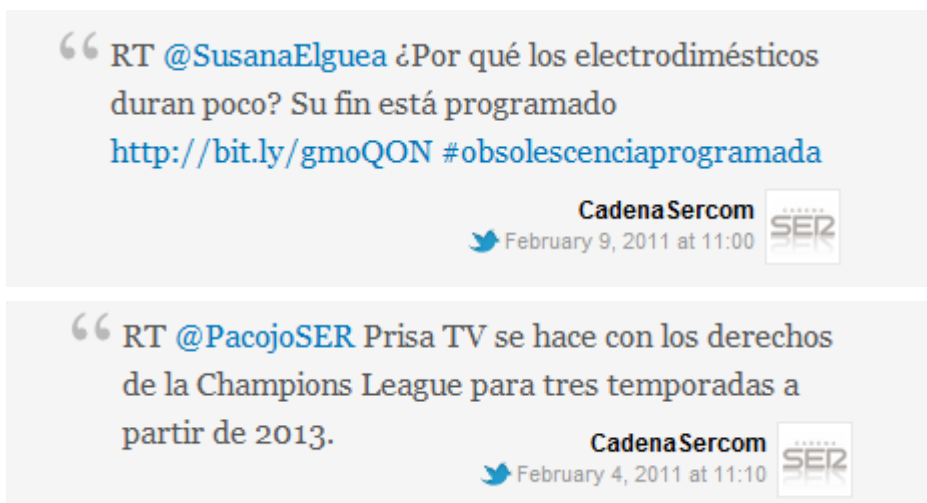 “ RT @SusanaElguea ¿Por qué los electrodimésticos
duran poco? Su fin está programado
http://bit.ly/gmoQON #obsolescenciaprogramada
CadenaSercom
February 9, 2011 at 11:00
CADENA
SER
“ RT @PacojoSER Prisa TV se hace con los derechos
de la Champions League para tres temporadas a
partir de 2013.
CadenaSercom
February 4, 2011 at 11:10
CADENA
SER